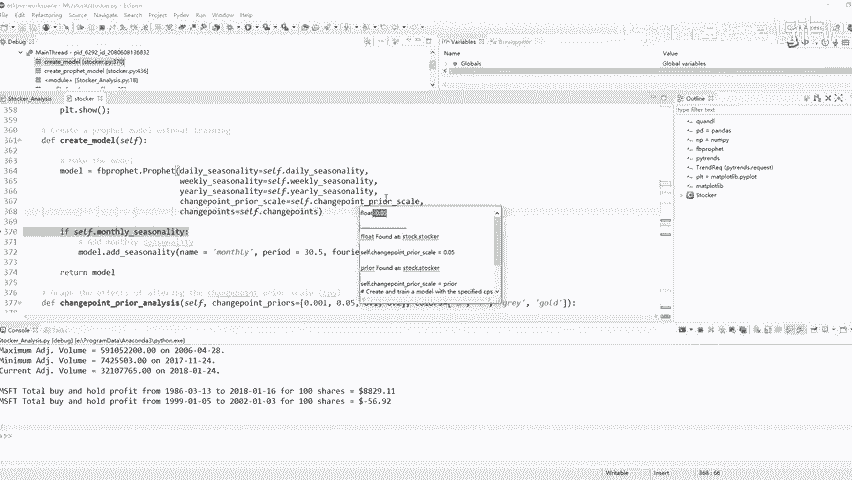 File Edit Source Refactoring Navigate Search Project Pydev Run Window Help
Debug
Variables
MainThread - pid_6292_id_2080608136832
create_model [stocker.py:370]
create_prophet_model [stocker.py:436]
<module> [Stocker_Analysis.py:18]
Name
Value
Globals
Global variables
Stocker_Analysis
stocker
Outline
type filter text
quandl
pd = pandas
np = numpy
fbprophet
pytrends
TrendReq (pytrends.request)
plt = matplotlib.pyplot
matplotlib
Stocker
358 plt.show();
359
360 # Create a prophet model without training
361 def create_model(self):
362
363 # Make the model
364 model = fbprophet.Prophet(daily_seasonality=self.daily_seasonality,
365 weekly_seasonality=self.weekly_seasonality,
366 yearly_seasonality=self.yearly_seasonality,
367 changepoint_prior_scale=self.changepoint_prior_scale,
368 changepoints=self.changepoints)
369
370 if self.monthly_seasonality:
371 # Add monthly seasonality
372 model.add_seasonality(name = 'monthly', period = 30.5, fourie
373
374 return model
375
376 # Graph the effects of altering the changepoint prior scale (cps)
377 def changepoint_prior_analysis(self, changepoint_priors=[0.001, 0.05, 'grey', 'gold']):
float: 0.05
float Found at: stock.stocker
self.changepoint_prior_scale = 0.05
prior Found at: stock.stocker
self.changepoint_prior_scale = prior
# Create and train a model with the specified cps
Console
Stocker_Analysis.py [debug] [e:\ProgramData\Anaconda3\python.exe]
Maximum Adj. Volume = 591052200.00 on 2006-04-28.
Minimum Adj. Volume = 7425503.00 on 2017-11-24.
Current Adj. Volume = 32107765.00 on 2018-01-24.
MSFT Total buy and hold profit from 1986-03-13 to 2018-01-16 for 100 shares = $8829.11
MSFT Total buy and hold profit from 1999-01-05 to 2002-01-03 for 100 shares = $-56.92
>>>
Writable
Insert
368 : 66